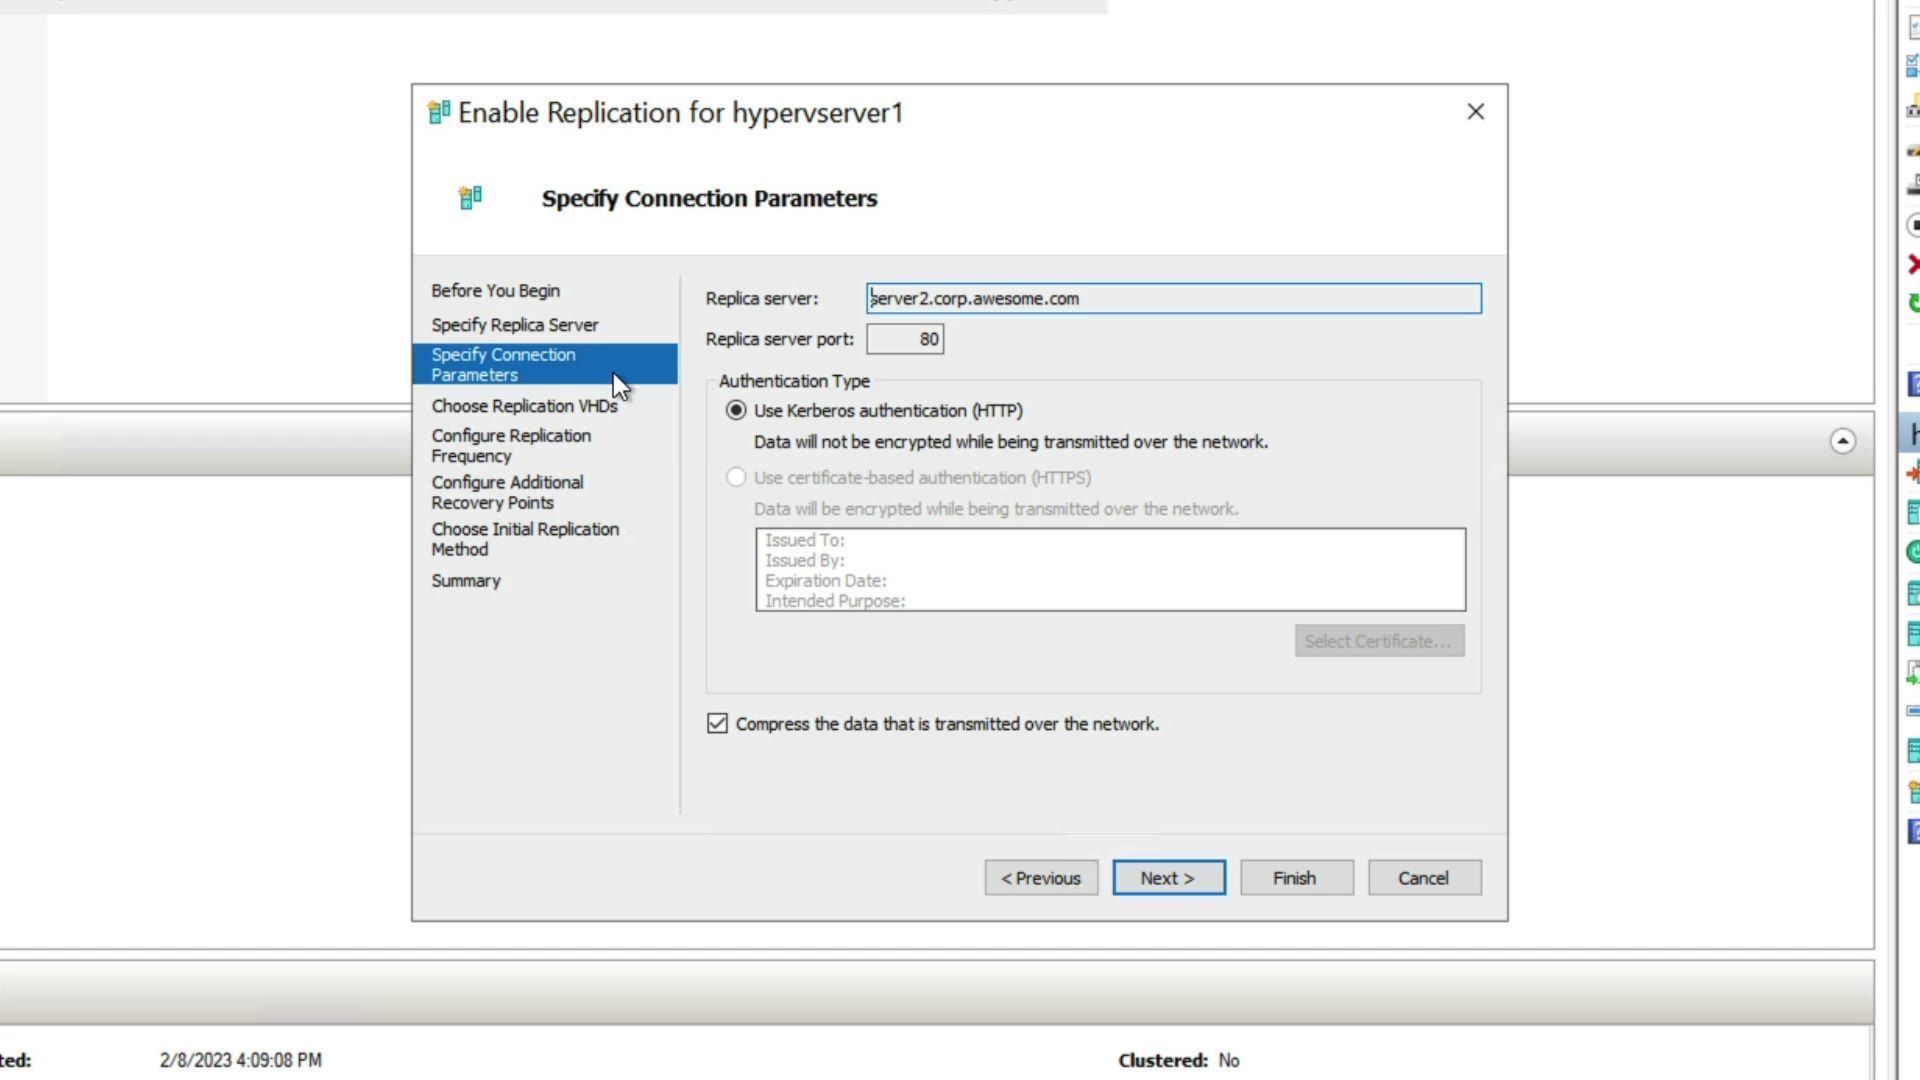 Enable Replication for hypervserver1
Specify Connection Parameters
Before You Begin
Specify Replica Server
Specify Connection
Parameters
Choose Replication VHDs
Configure Replication
Frequency
Configure Additional
Recovery Points
Choose Initial Replication
Method
Summary
Replica server: server2.corp.awesome.com
Replica server port: 80
Authentication Type
Use Kerberos authentication (HTTP)
Data will not be encrypted while being transmitted over the network.
Use certificate-based authentication (HTTPS)
Data will be encrypted while being transmitted over the network.
Issued To:
Issued By:
Expiration Date:
Intended Purpose:
Select Certificate...
Compress the data that is transmitted over the network.
< Previous Next > Finish Cancel
ted: 2/8/2023 4:09:08 PM Clustered: No